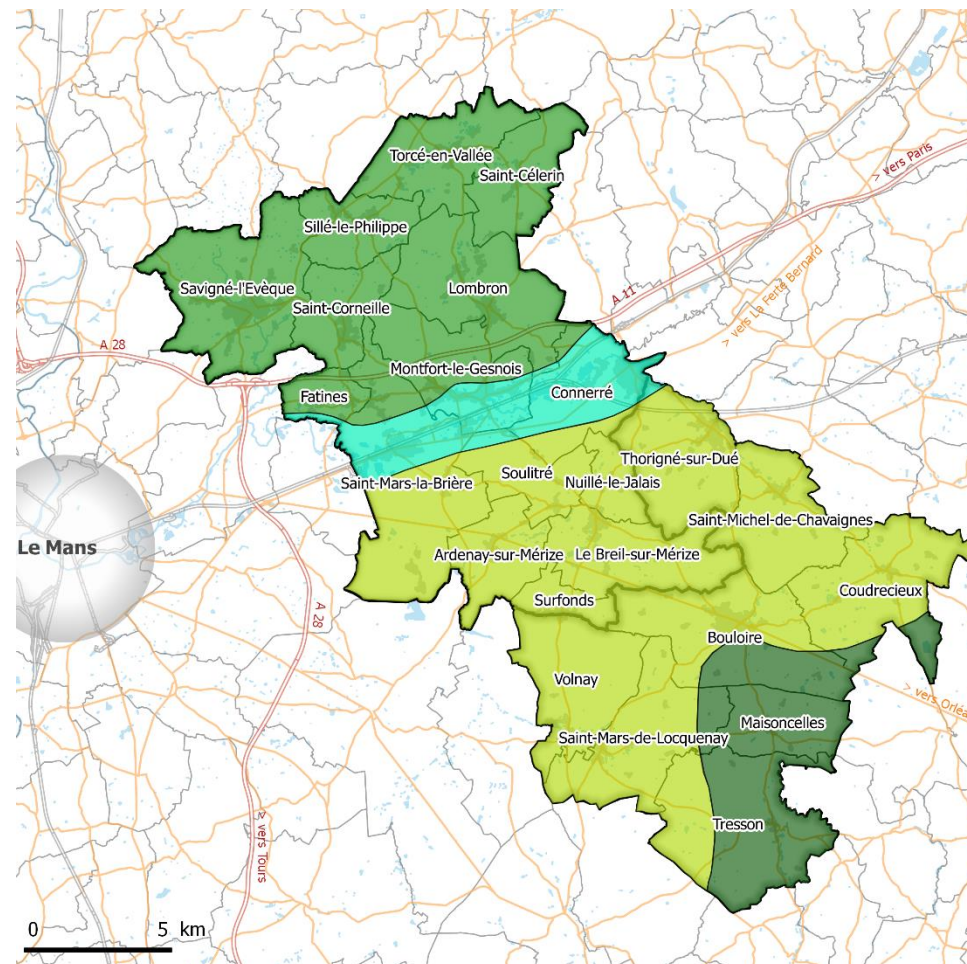 Torcé-en-Vallée
> vers Paris
Saint-Célerin
Sillé-le-Philippe
Savigné-l'Evèque
Lombron
A 11
Saint-Corneille
> vers La Ferte Bernard
A 28
Montfort-le-Gesnois
Fatines
Connerré
Thorigné-sur-Dué
Soulitré
Saint-Mars-la-Brière
Nuillé-le-Jalais
Saint-Michel-de-Chavaignes
Le Mans
Ardenay-sur-Mérize
Le Breil-sur-Mérize
Coudrecieux
Surfonds
A 28
Bouloire
Volnay
> vers Orléa
Maisoncelles
Saint-Mars-de-Locquenay
Tresson
> vers Tours
0 5 km